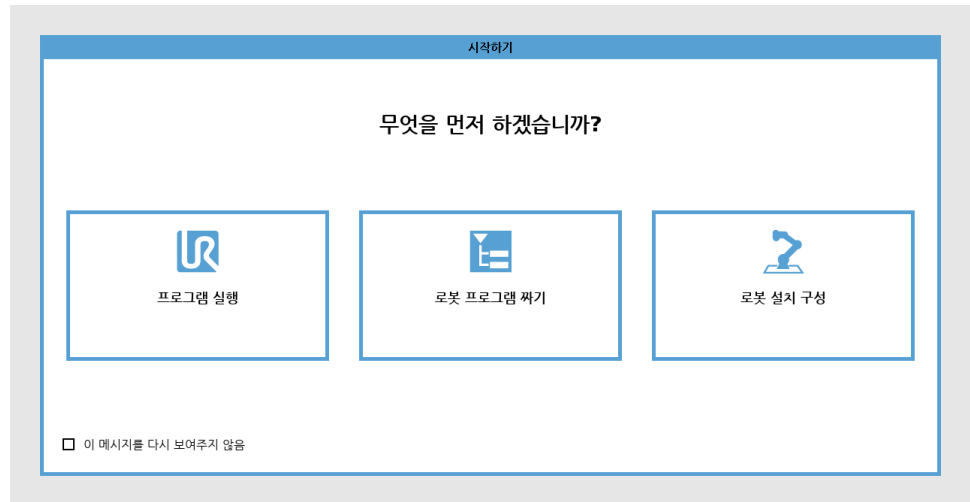 시작하기
무엇을 먼저 하겠습니까?
UR
프로그램 실행
로봇 프로그램 짜기
로봇 설치 구성
이 메시지를 다시 보여주지 않음